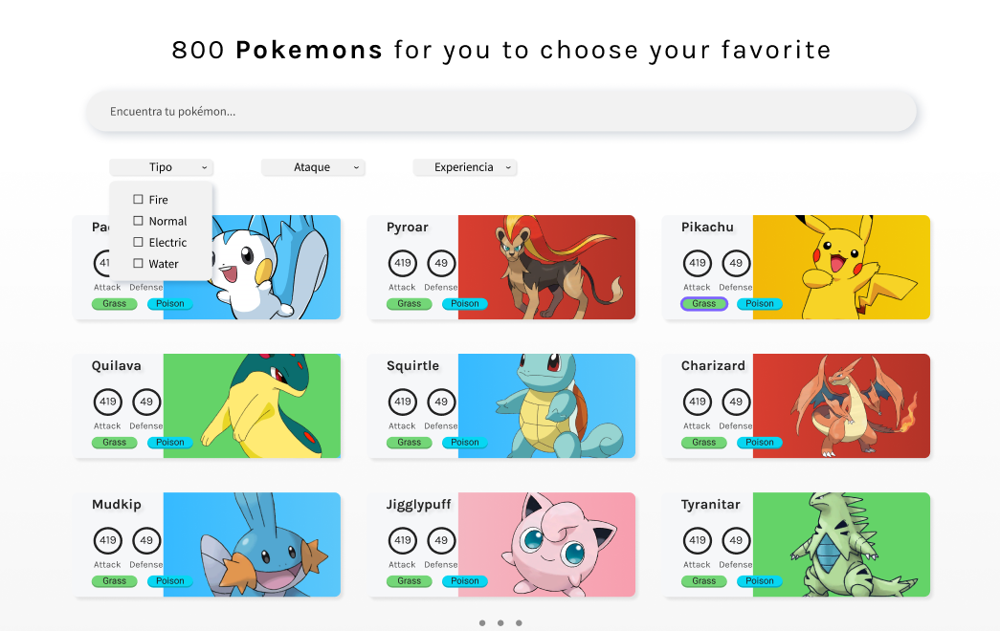 800 Pokemons for you to choose your favorite
Encuentra tu pokémon...
Tipo Ataque Experiencia
Fire
Normal
Electric
Water
Pyroar Pikachu
419 49 419 49
Attack Defense Attack Defense Attack Defense
Grass Poison Grass Poison Grass Poison
Quilava Squirtle Charizard
419 49 419 49 419 49
Attack Defense Attack Defense Attack Defense
Grass Poison Grass Poison Grass Poison
Mudkip Jigglypuff Tyranitar
419 49 419 49 419 49
Attack Defense Attack Defense Attack Defense
Grass Poison Grass Poison Grass Poison